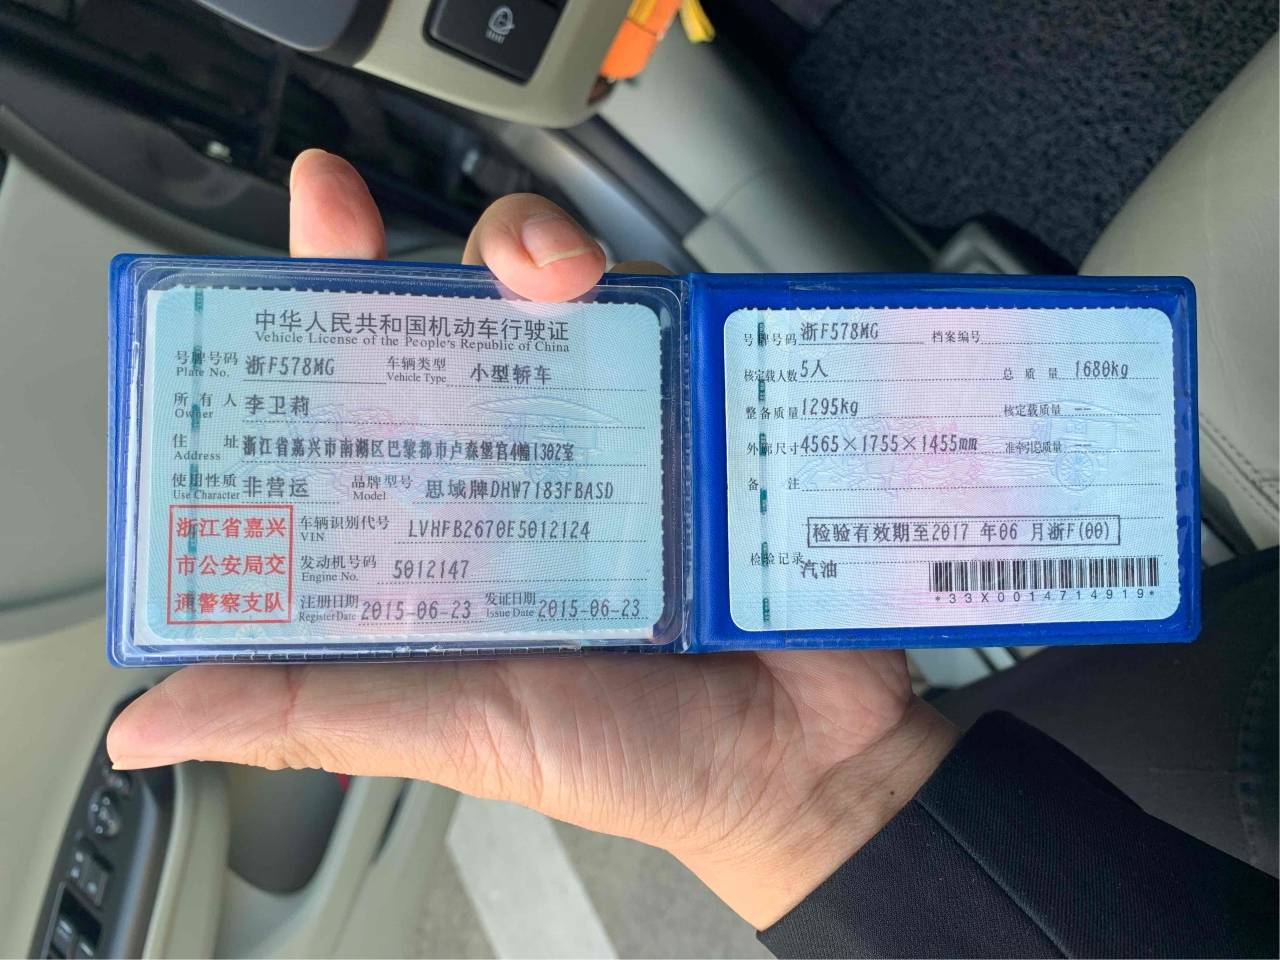 中华人民共和国机动车行驶证
Vehicle License of the People's Republic of China
号牌号码 浙F578MG 车辆类型 小型轿车
Plate No. Vehicle Type
所有人 李卫莉
Owner
住址 浙江省嘉兴市南湖区巴黎都市卢森堡宫4幢1302室
Address
使用性质 非营运 品牌型号 思域牌DHW7183FBASD
Use Character Model
浙江省嘉兴
市公安局交
通警察支队
车辆识别代号 LVHFB2670E5012124
VIN
发动机号码 5012147
Engine No.
注册日期 2015-06-23 发证日期 2015-06-23
Register Date Issue Date
号牌号码 浙F578MG 档案编号
核定载人数 5人 总质量 1680kg
整备质量 1295kg 核定载质量 --
外廓尺寸 4565×1755×1455mm 准牵引总质量 --
备注
检验有效期至2017 年06 月浙F(00)
检验记录
汽油
*33X0014714919*